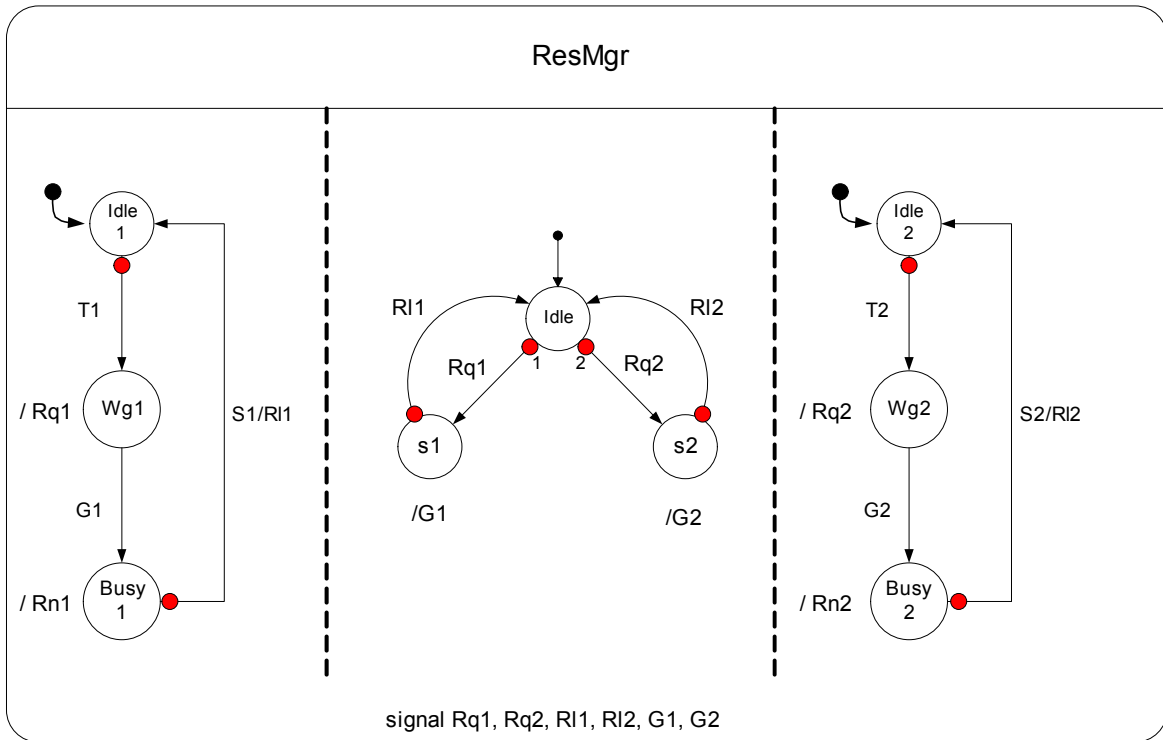 ResMgr
Idle
1
T1
/ Rq1
Wg1
S1/Rl1
G1
/ Rn1
Busy
1
Idle
Rl1
Rl2
Rq1
1
2
Rq2
s1
s2
/G1
/G2
Idle
2
T2
/ Rq2
Wg2
S2/Rl2
G2
/ Rn2
Busy
2
signal Rq1, Rq2, Rl1, Rl2, G1, G2